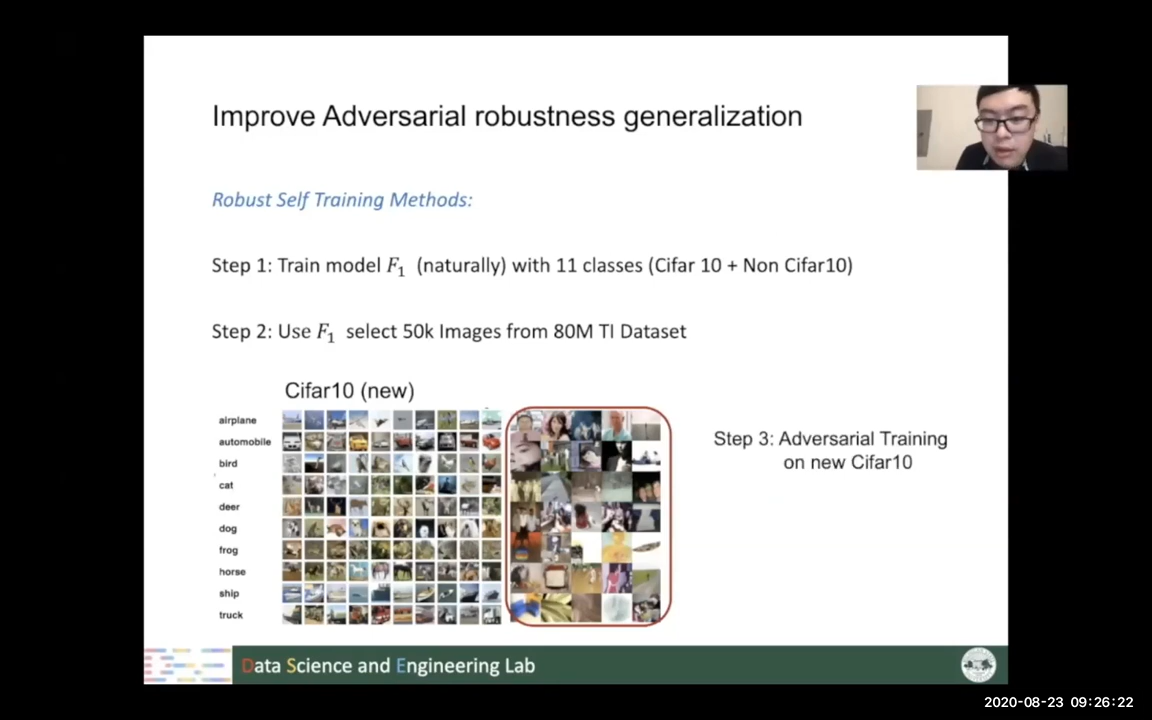 Improve Adversarial robustness generalization
Robust Self Training Methods:
Step 1: Train model F₁ (naturally) with 11 classes (Cifar 10 + Non Cifar10)
Step 2: Use F₁ select 50k Images from 80M TI Dataset
Cifar10 (new)
airplane
automobile
bird
cat
deer
dog
frog
horse
ship
truck
Step 3: Adversarial Training
on new Cifar10
Data Science and Engineering Lab
2020-08-23 09:26:22